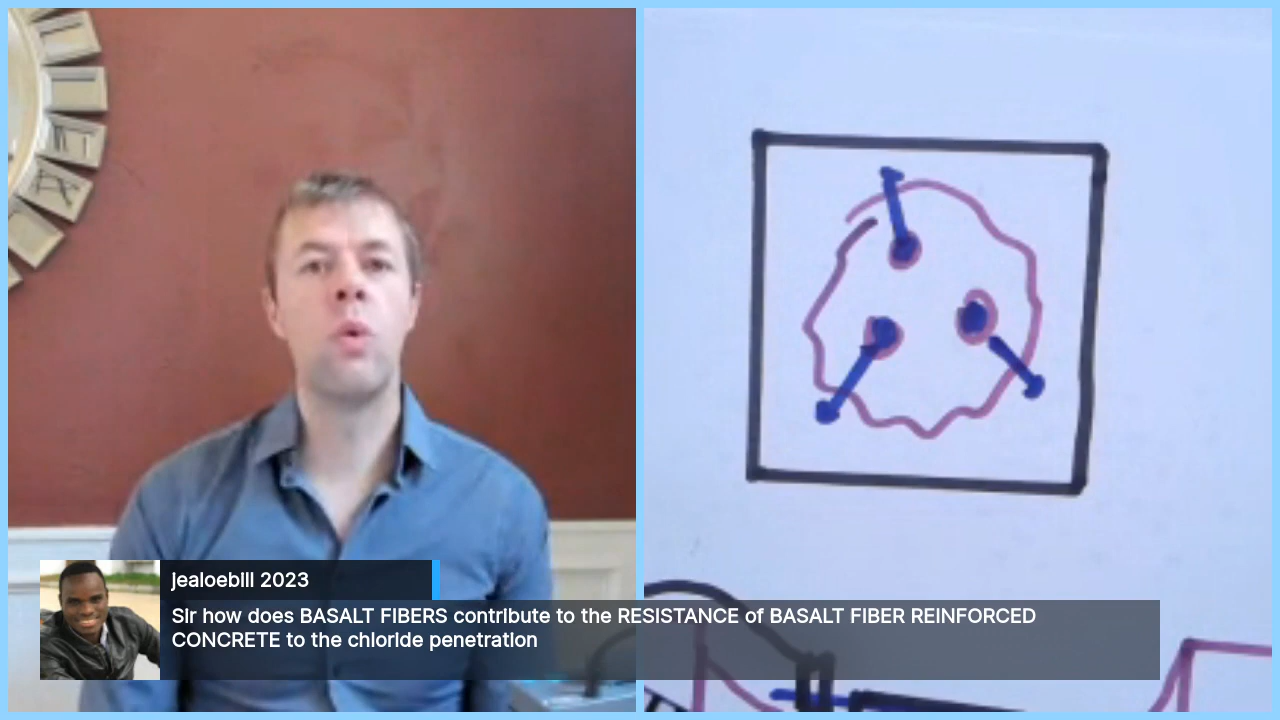 jealoebill 2023
Sir how does BASALT FIBERS contribute to the RESISTANCE of BASALT FIBER REINFORCED
CONCRETE to the chloride penetration